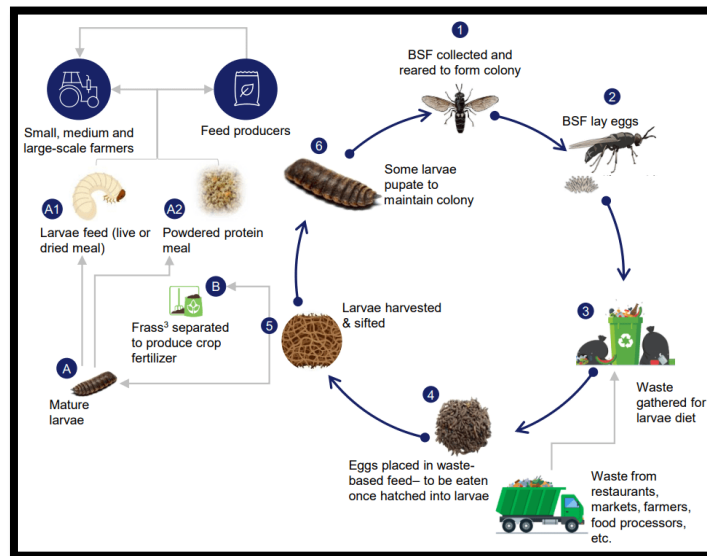 1
BSF collected and
reared to form colony
2
BSF lay eggs
Small, medium and
large-scale farmers
Feed producers
6
Some larvae
pupate to
maintain colony
A1
Larvae feed (live or
dried meal)
A2
Powdered protein
meal
B
Frass3 separated
to produce crop
fertilizer
5
Larvae harvested
& sifted
3
Waste
gathered for
larvae diet
A
Mature
larvae
4
Eggs placed in waste-
based feed– to be eaten
once hatched into larvae
Waste from
restaurants,
markets, farmers,
food processors,
etc.